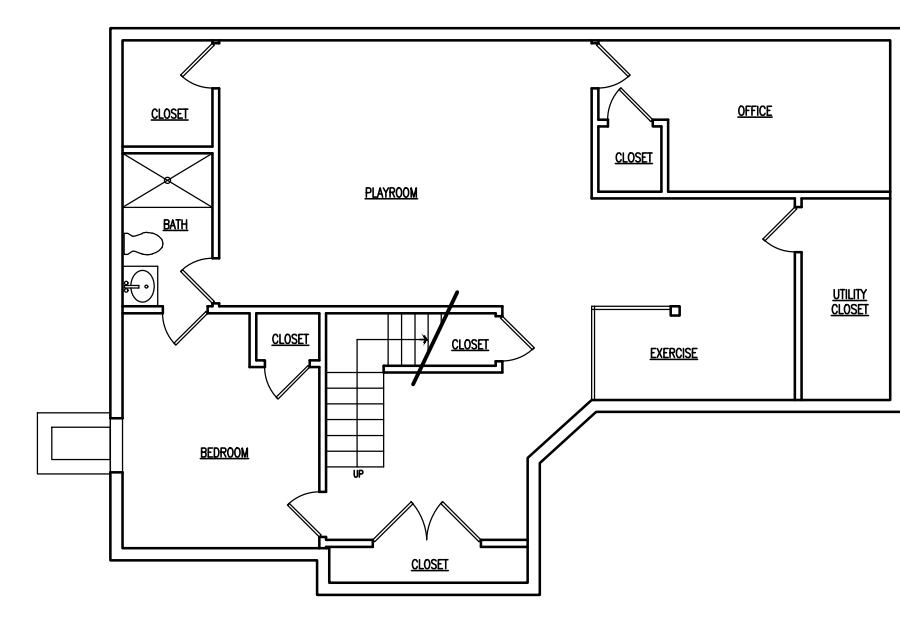 CLOSET
OFFICE
CLOSET
PLAYROOM
BATH
UTILITY
CLOSET
CLOSET
CLOSET
EXERCISE
BEDROOM
UP
CLOSET